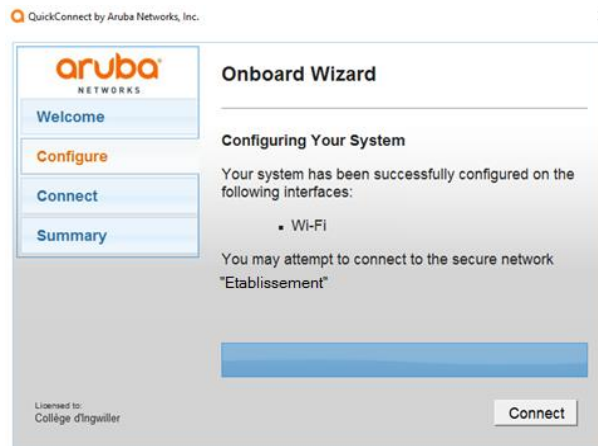 QuickConnect by Aruba Networks, Inc.
aruba
NETWORKS
Welcome
Configure
Connect
Summary
Onboard Wizard
Configuring Your System
Your system has been successfully configured on the
following interfaces:
▪ Wi-Fi
You may attempt to connect to the secure network
"Etablissement"
Licensed to:
Collège d'Ingwiller
Connect